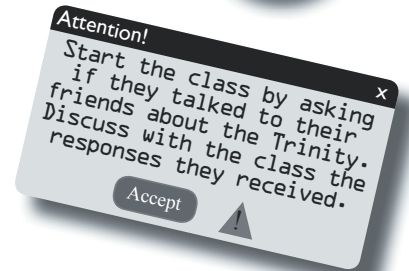 Attention!
x
Start the class by asking
if they talked to their
friends about the Trinity.
Discuss with the class the
responses they received.
Accept
!